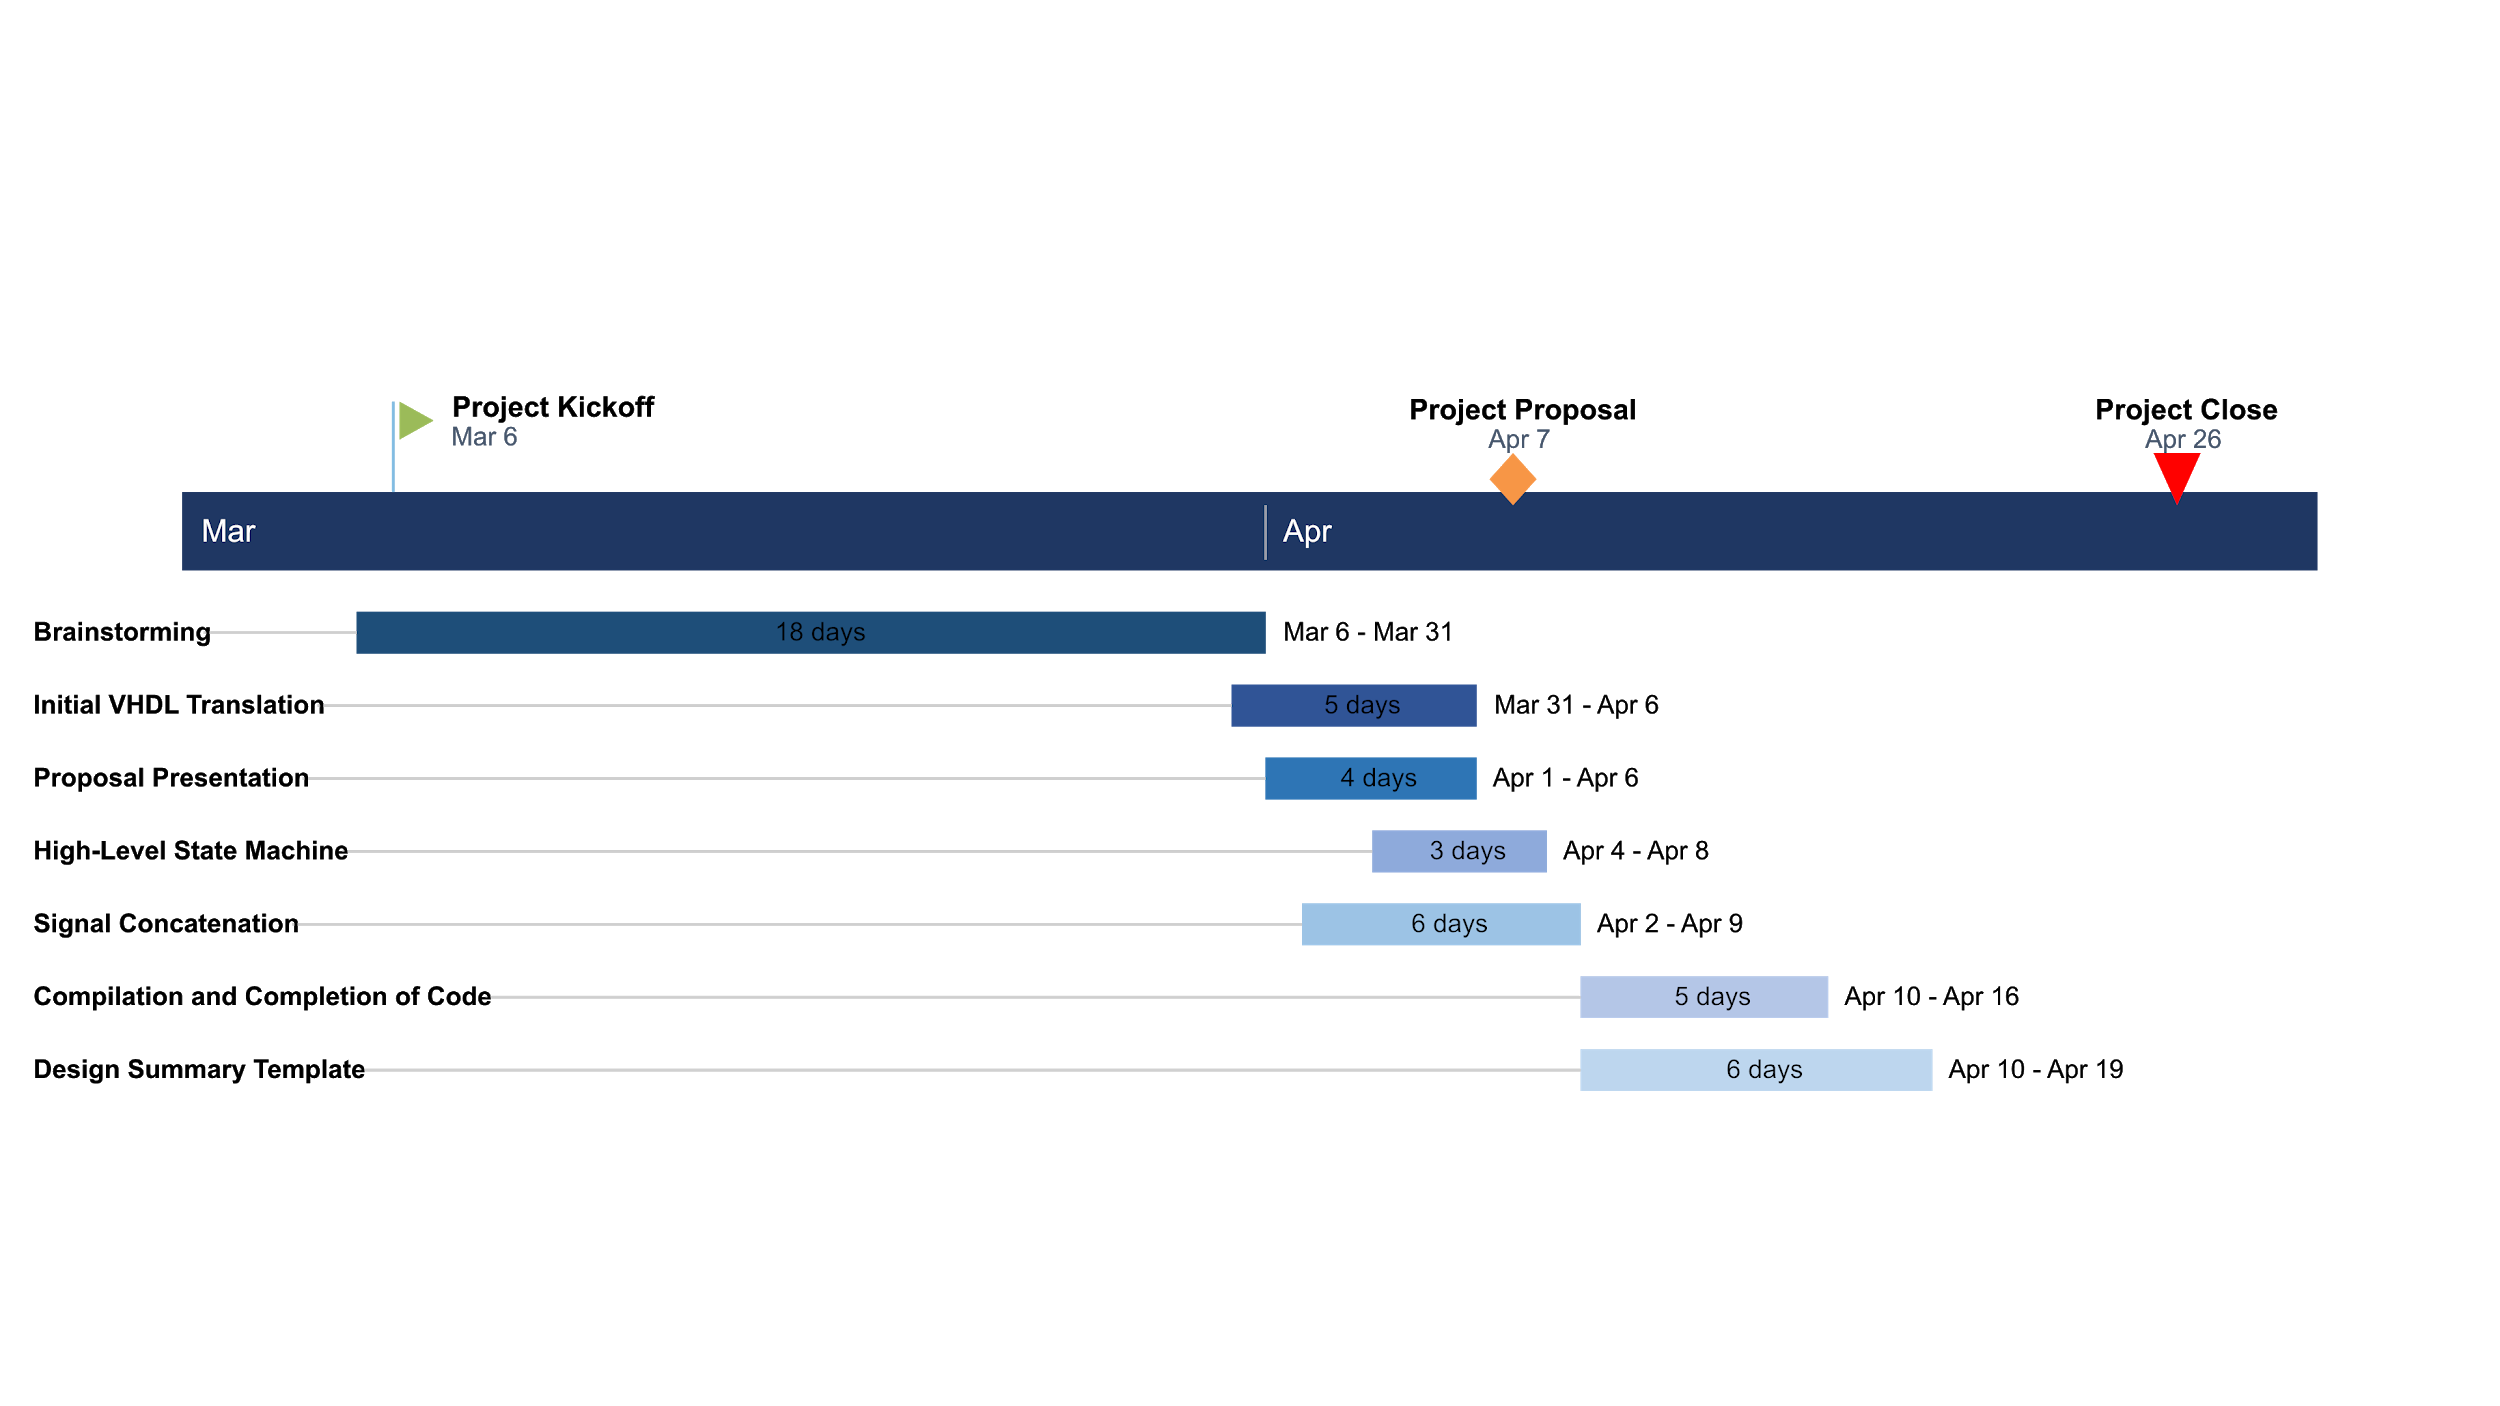 Project Kickoff
Mar 6
Project Proposal
Apr 7
Project Close
Apr 26
Mar
Apr
Brainstorming 18 days Mar 6 - Mar 31
Initial VHDL Translation 5 days Mar 31 - Apr 6
Proposal Presentation 4 days Apr 1 - Apr 6
High-Level State Machine 3 days Apr 4 - Apr 8
Signal Concatenation 6 days Apr 2 - Apr 9
Compilation and Completion of Code 5 days Apr 10 - Apr 16
Design Summary Template 6 days Apr 10 - Apr 19